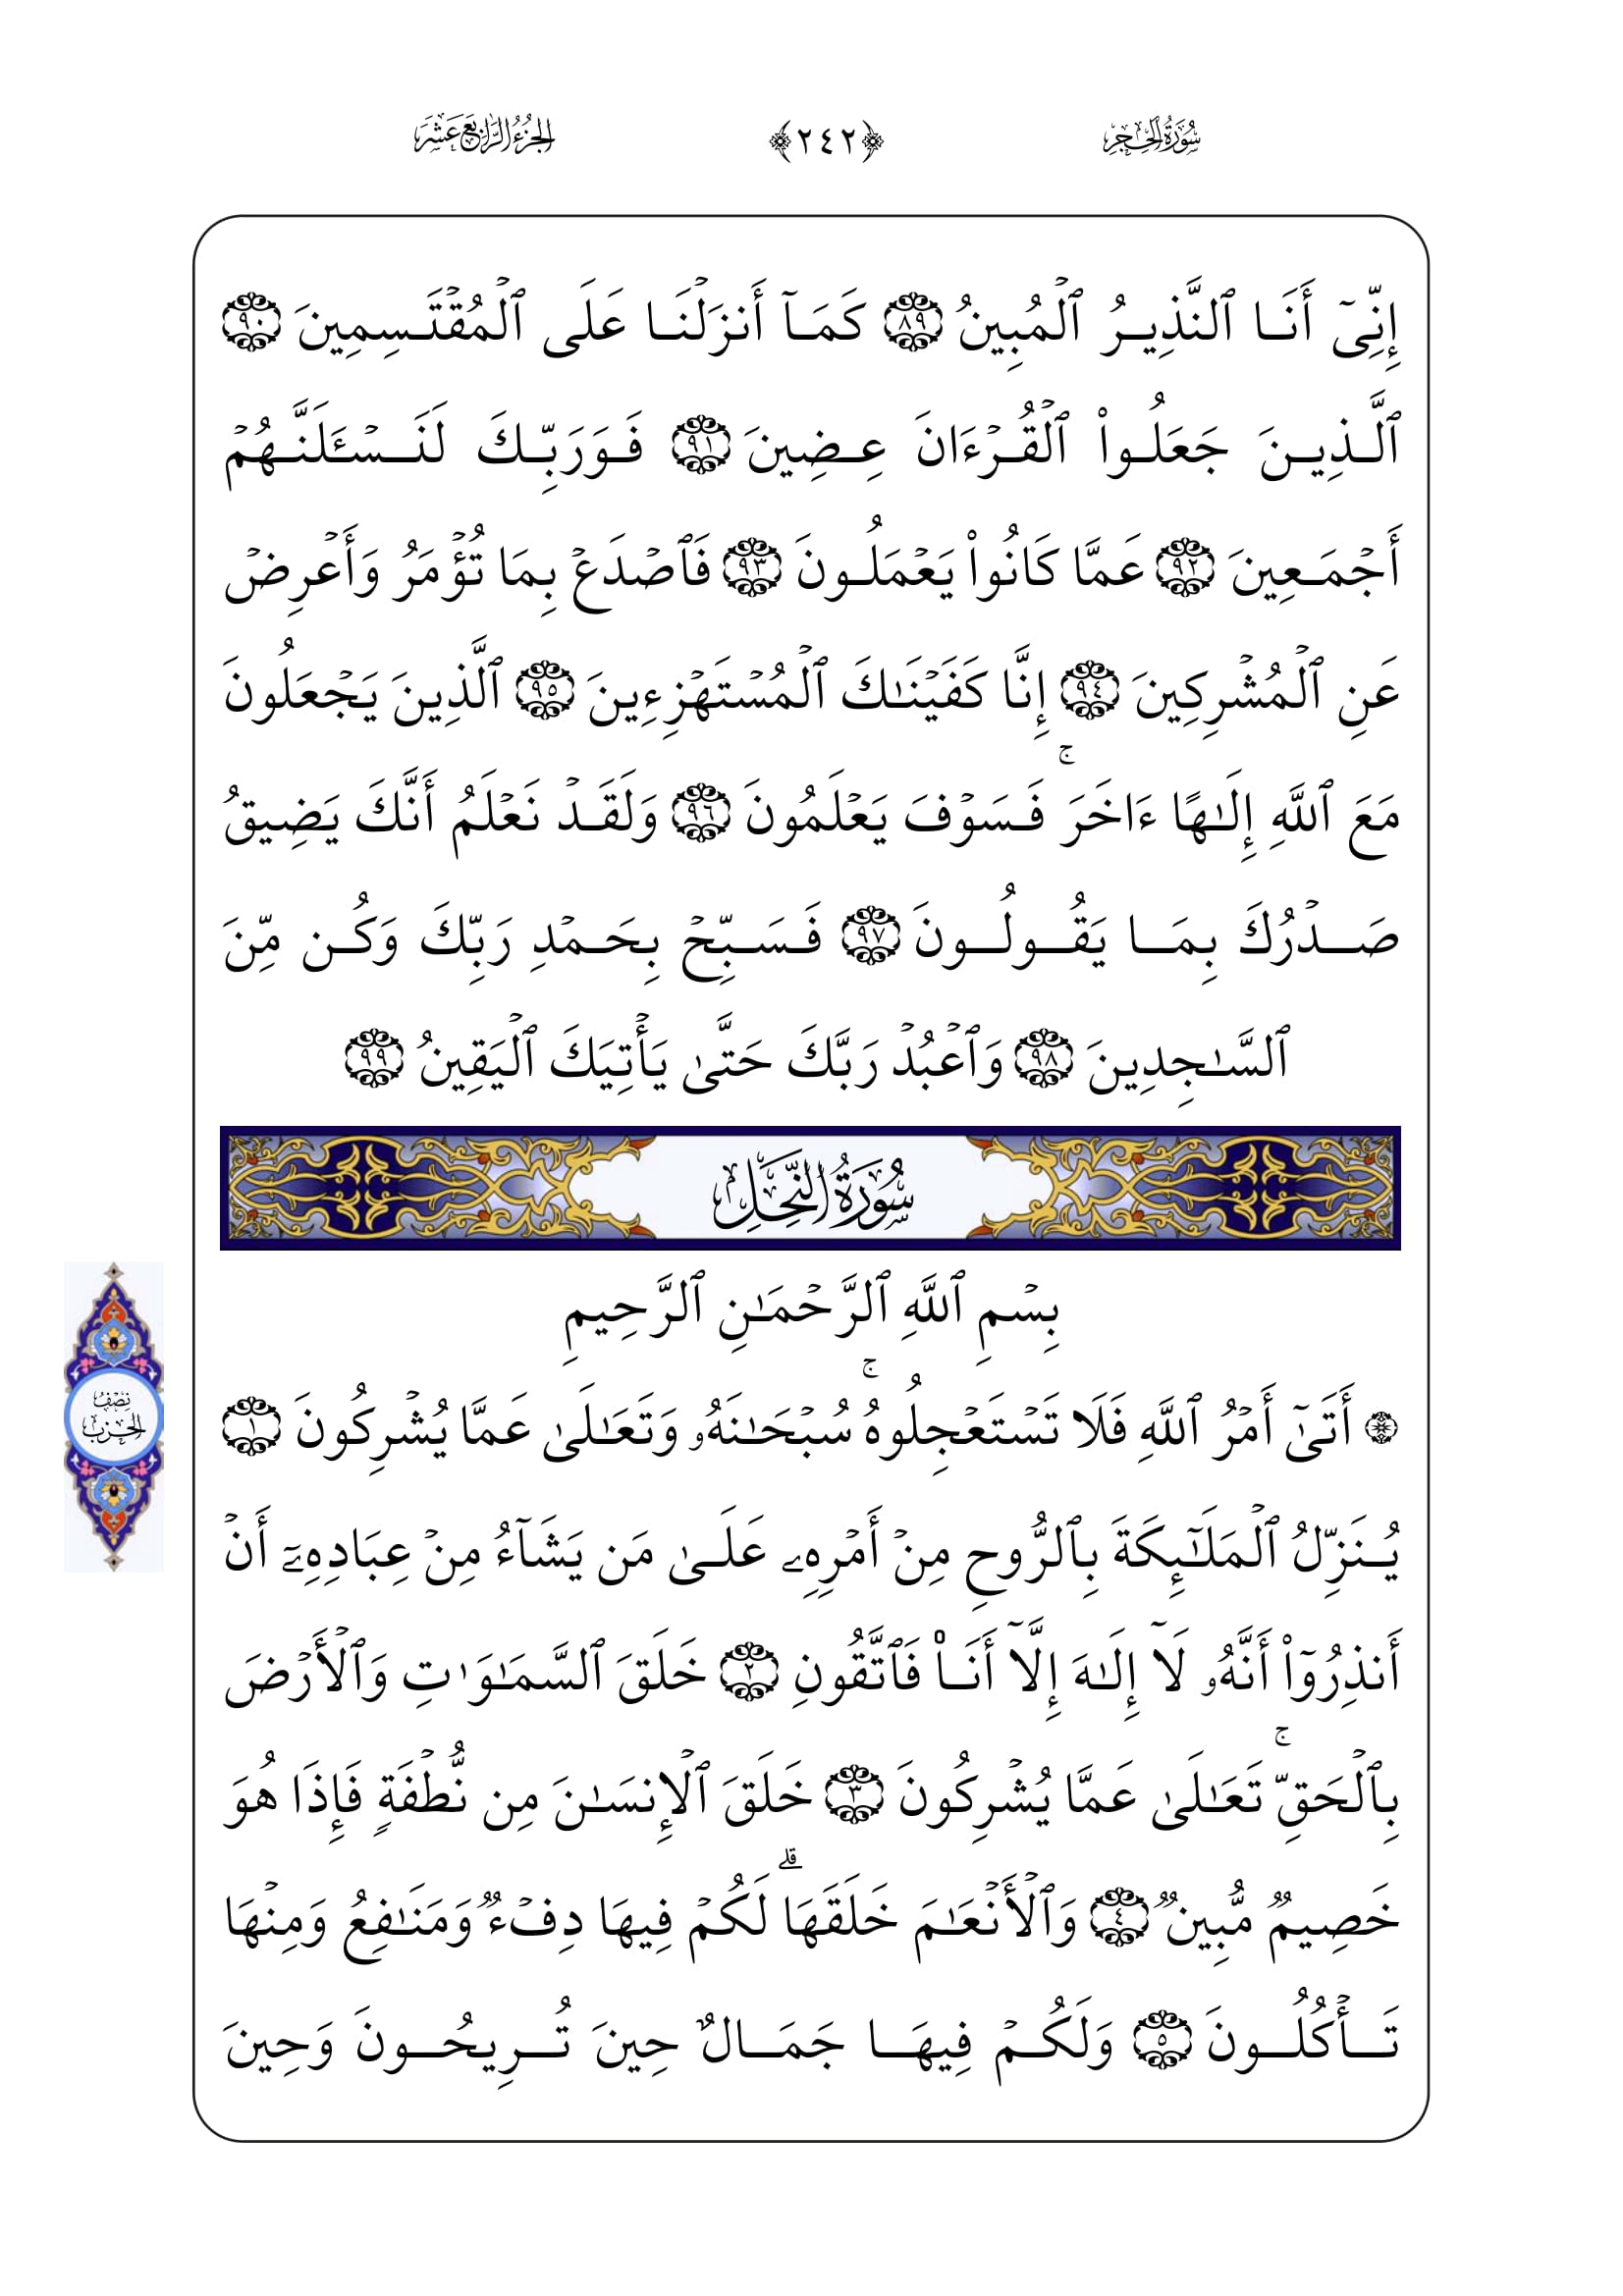 سُورَةُ الحِجۡرِ
﴿٢٤٢﴾
الجُزۡءُ الرَّابِعَ عَشَرَ
إِنِّيٓ أَنَا ٱلنَّذِيرُ ٱلۡمُبِينُ ٨٩ كَمَآ أَنزَلۡنَا عَلَى ٱلۡمُقۡتَسِمِينَ ٩٠
ٱلَّذِينَ جَعَلُواْ ٱلۡقُرۡءَانَ عِضِينَ ٩١ فَوَرَبِّكَ لَنَسۡـَٔلَنَّهُمۡ
أَجۡمَعِينَ ٩٢ عَمَّا كَانُواْ يَعۡمَلُونَ ٩٣ فَٱصۡدَعۡ بِمَا تُؤۡمَرُ وَأَعۡرِضۡ
عَنِ ٱلۡمُشۡرِكِينَ ٩٤ إِنَّا كَفَيۡنَٰكَ ٱلۡمُسۡتَهۡزِءِينَ ٩٥ ٱلَّذِينَ يَجۡعَلُونَ
مَعَ ٱللَّهِ إِلَٰهًا ءَاخَرَۚ فَسَوۡفَ يَعۡلَمُونَ ٩٦ وَلَقَدۡ نَعۡلَمُ أَنَّكَ يَضِيقُ
صَدۡرُكَ بِمَا يَقُولُونَ ٩٧ فَسَبِّحۡ بِحَمۡدِ رَبِّكَ وَكُن مِّنَ
ٱلسَّٰجِدِينَ ٩٨ وَٱعۡبُدۡ رَبَّكَ حَتَّىٰ يَأۡتِيَكَ ٱلۡيَقِينُ ٩٩
سُورَةُ النَّحۡلِ
بِسۡمِ ٱللَّهِ ٱلرَّحۡمَٰنِ ٱلرَّحِيمِ
۞ أَتَىٰٓ أَمۡرُ ٱللَّهِ فَلَا تَسۡتَعۡجِلُوهُۚ سُبۡحَٰنَهُۥ وَتَعَٰلَىٰ عَمَّا يُشۡرِكُونَ ١
نِصۡفُ
الحِزۡبِ
يُنَزِّلُ ٱلۡمَلَٰٓئِكَةَ بِٱلرُّوحِ مِنۡ أَمۡرِهِۦ عَلَىٰ مَن يَشَآءُ مِنۡ عِبَادِهِۦٓ أَنۡ
أَنذِرُوٓاْ أَنَّهُۥ لَآ إِلَٰهَ إِلَّآ أَنَا۠ فَٱتَّقُونِ ٢ خَلَقَ ٱلسَّمَٰوَٰتِ وَٱلۡأَرۡضَ
بِٱلۡحَقِّۚ تَعَٰلَىٰ عَمَّا يُشۡرِكُونَ ٣ خَلَقَ ٱلۡإِنسَٰنَ مِن نُّطۡفَةٖ فَإِذَا هُوَ
خَصِيمٞ مُّبِينٞ ٤ وَٱلۡأَنۡعَٰمَ خَلَقَهَاۗ لَكُمۡ فِيهَا دِفۡءٞ وَمَنَٰفِعُ وَمِنۡهَا
تَأۡكُلُونَ ٥ وَلَكُمۡ فِيهَا جَمَالٌ حِينَ تُرِيحُونَ وَحِينَ